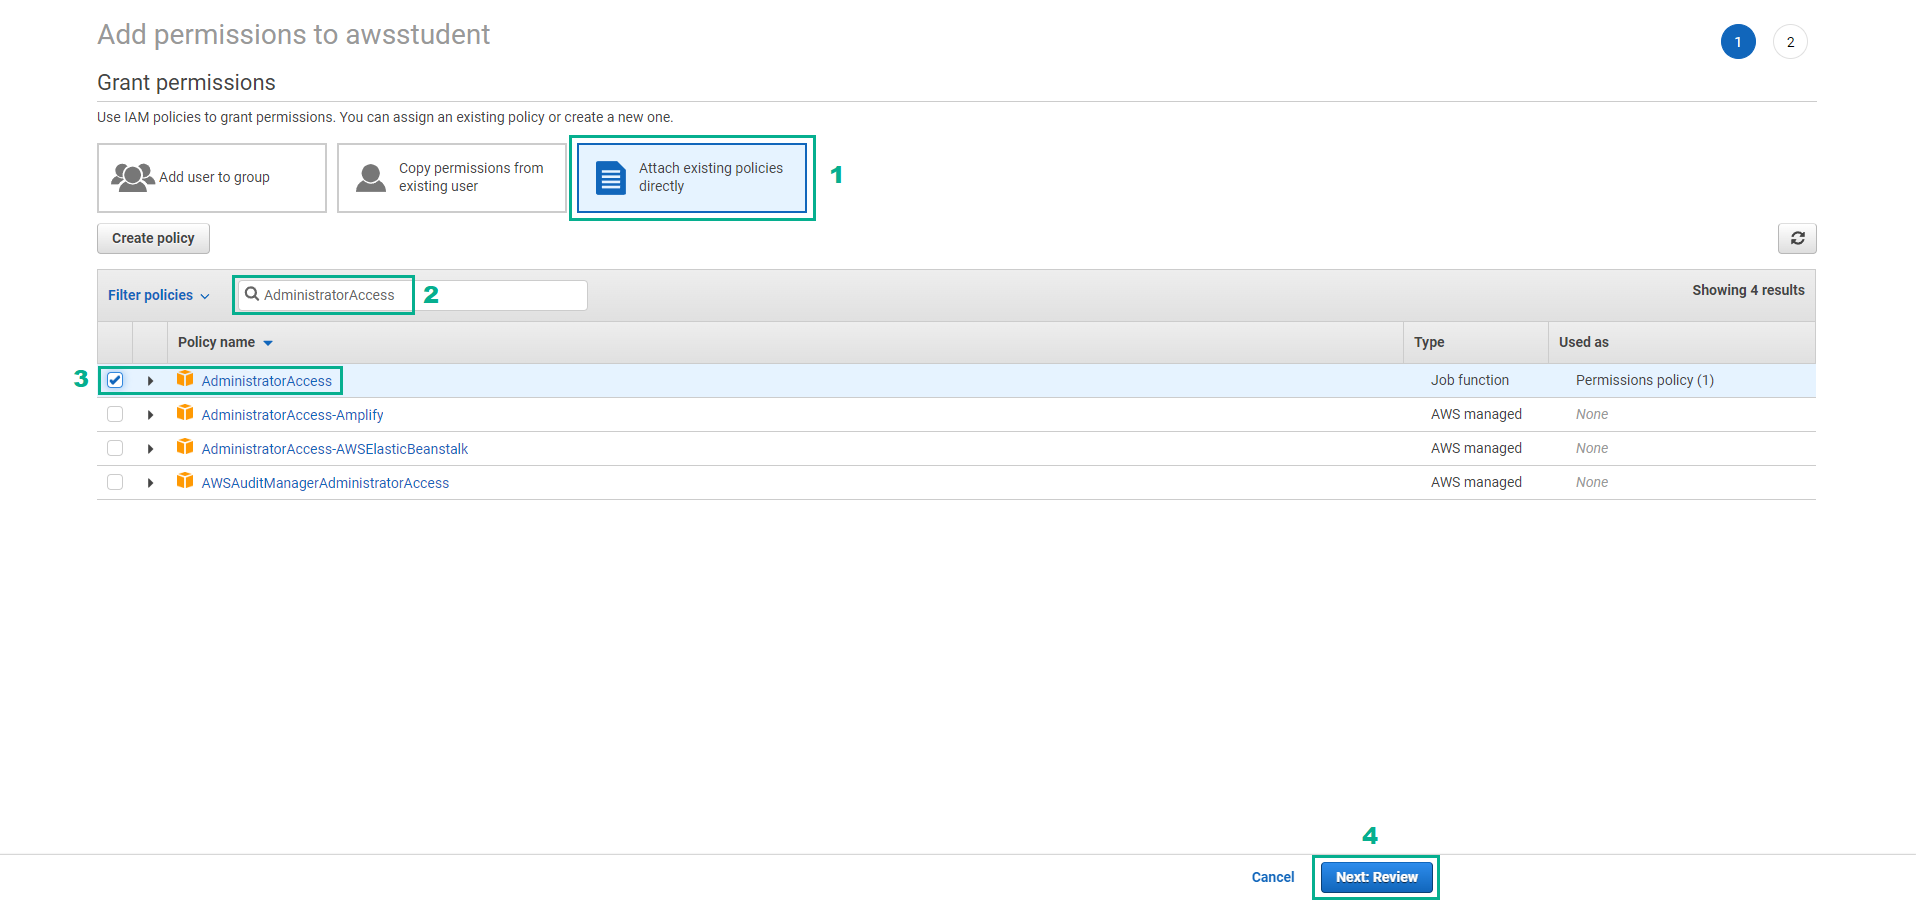 Add permissions to awsstudent
1 2
Grant permissions
Use IAM policies to grant permissions. You can assign an existing policy or create a new one.
Add user to group
Copy permissions from
existing user
Attach existing policies
directly
1
Create policy
Filter policies
AdministratorAccess
2
Showing 4 results
Policy name Type Used as
3
AdministratorAccess Job function Permissions policy (1)
AdministratorAccess-Amplify AWS managed None
AdministratorAccess-AWSElasticBeanstalk AWS managed None
AWSAuditManagerAdministratorAccess AWS managed None
4
Cancel Next: Review